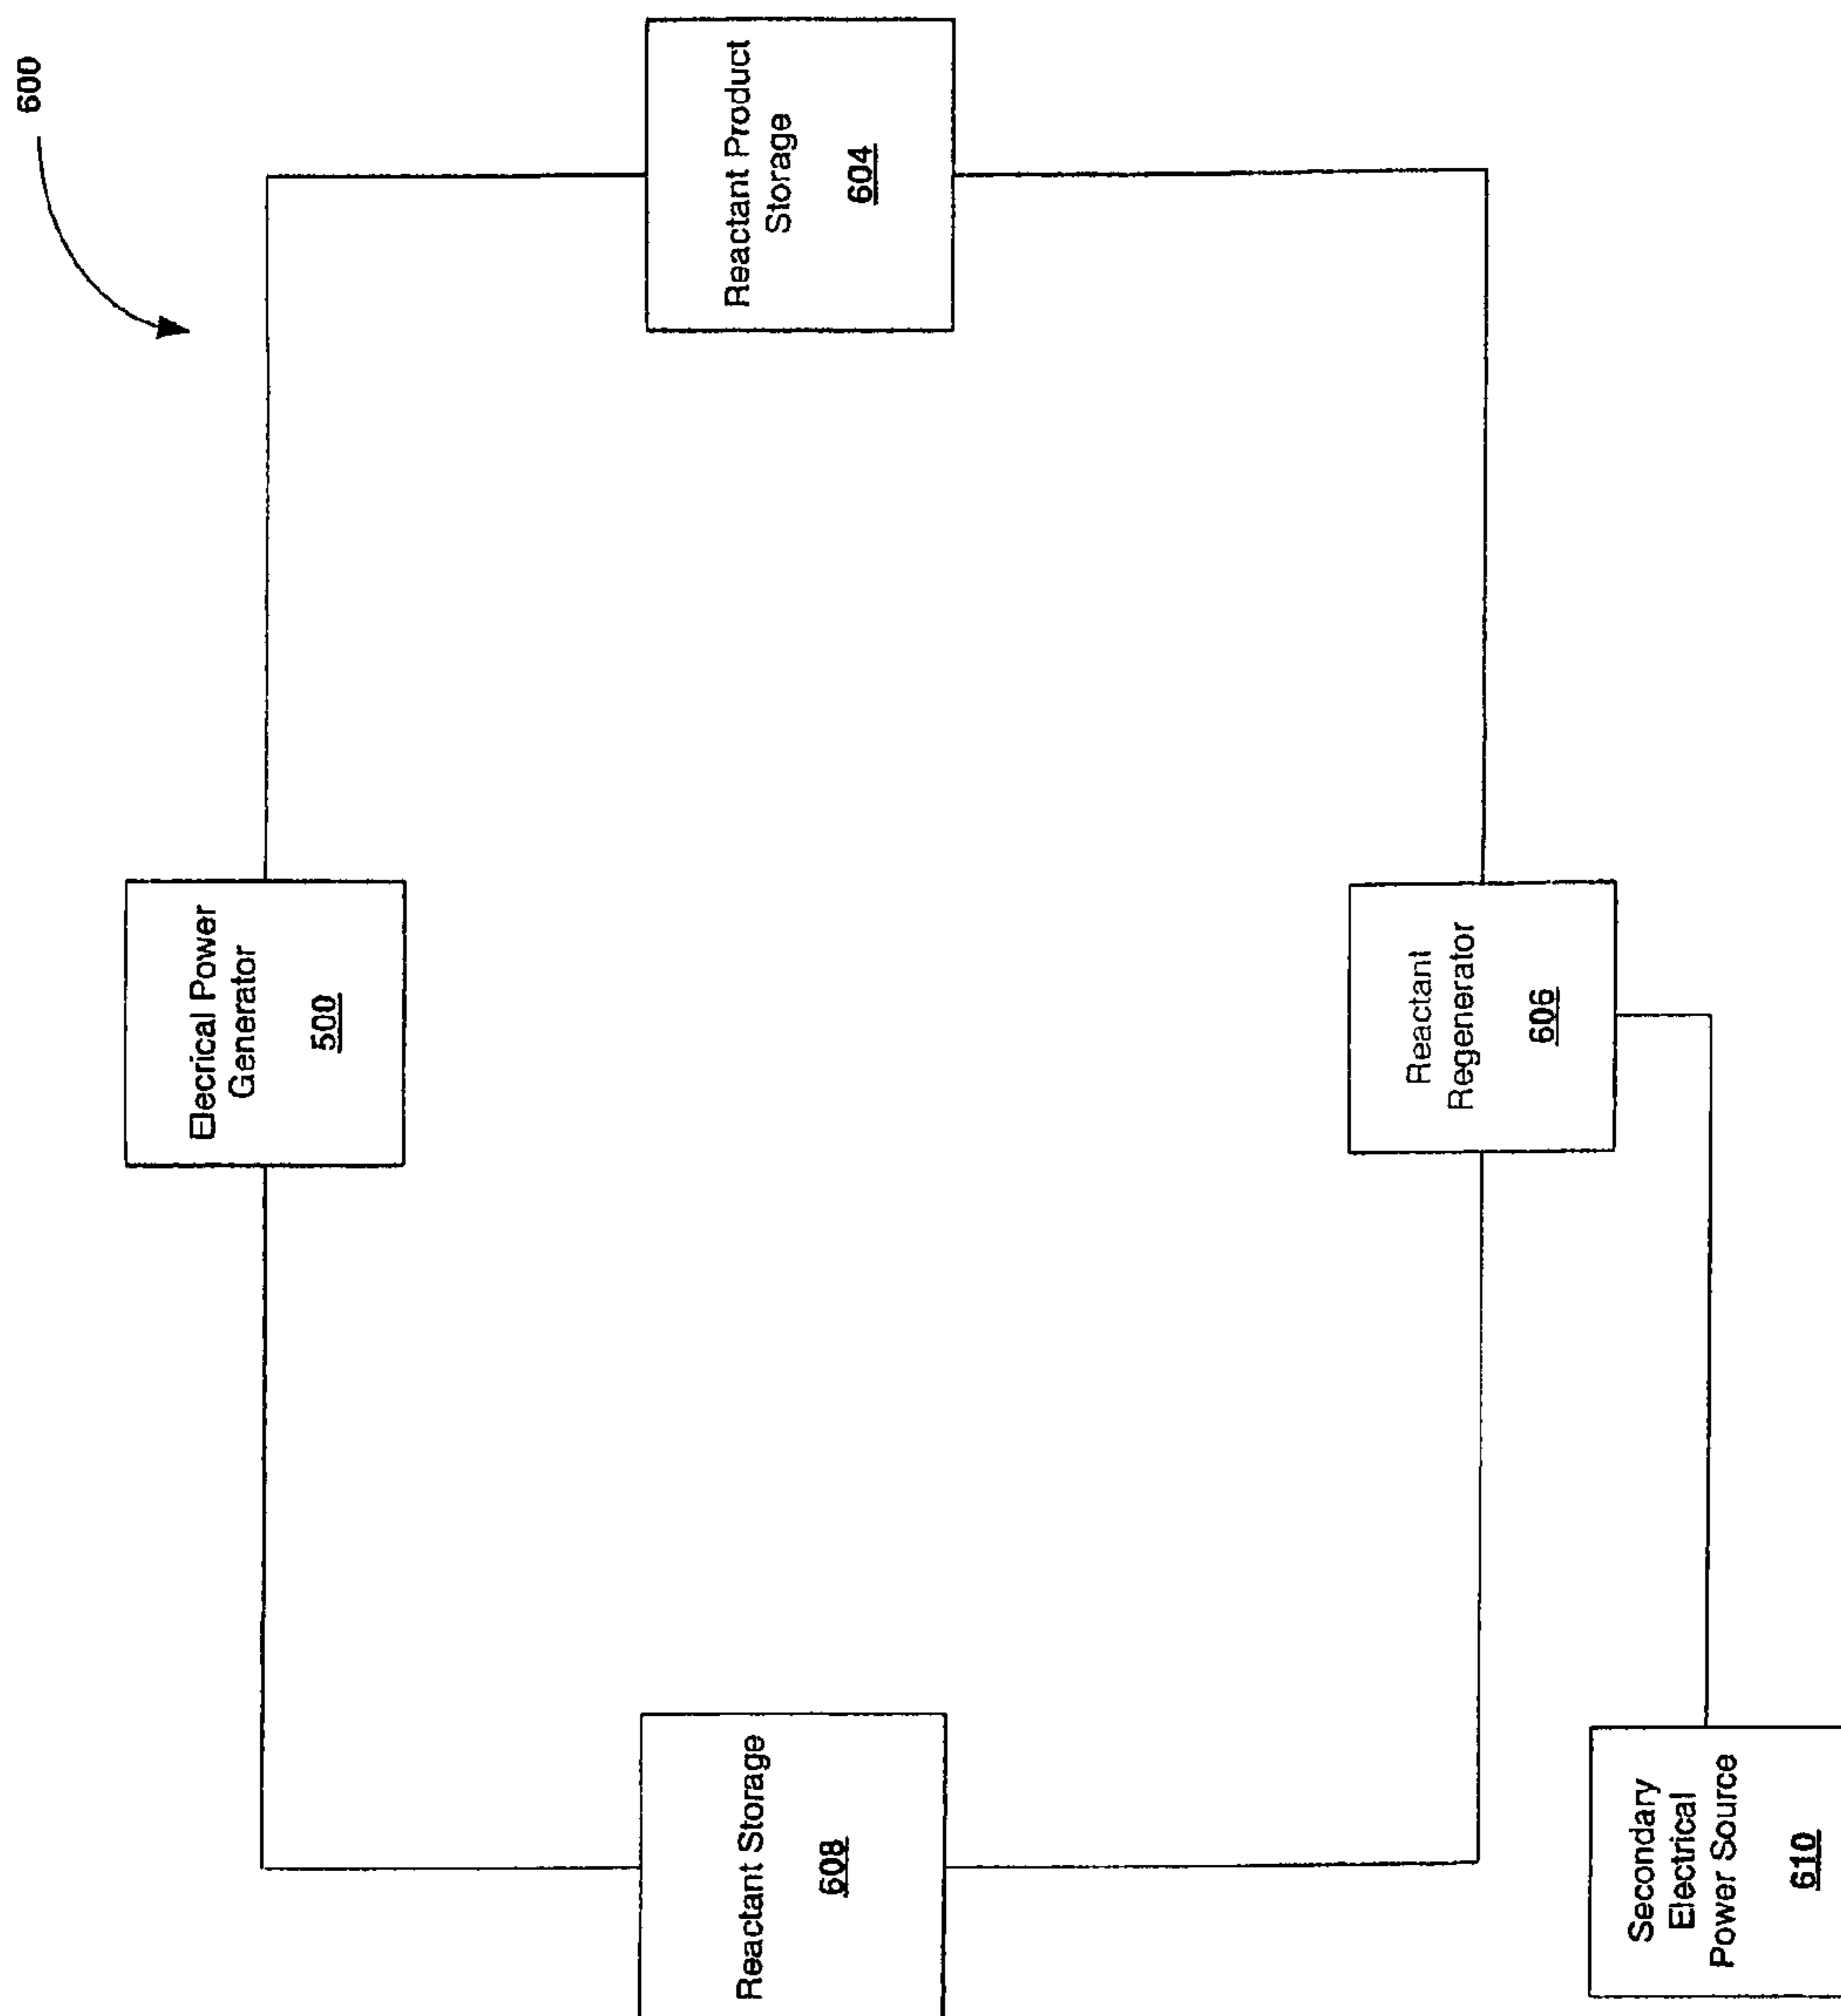 600
Reactant Product
Storage
604
Elecrical Power
Generator
500
Reactant
Regenerator
606
Reactant Storage
608
Secondary
Electrical
Power Source
610